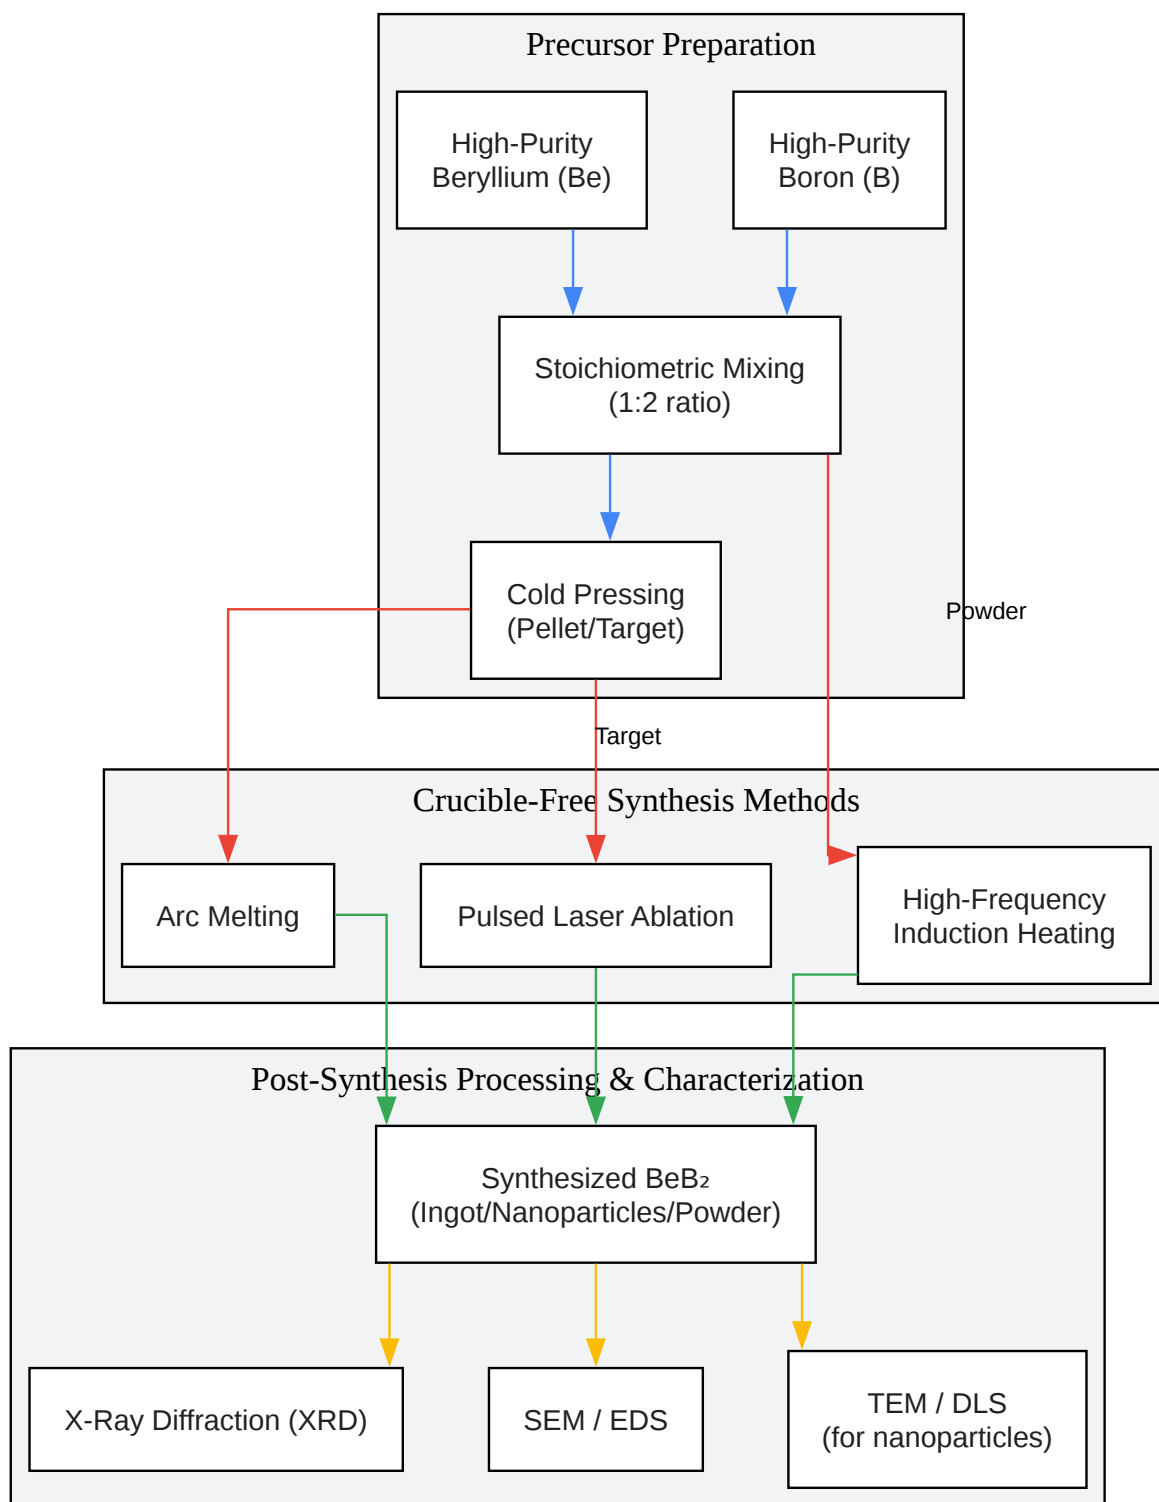 Precursor Preparation
High-Purity
Beryllium (Be)
High-Purity
Boron (B)
Stoichiometric Mixing
(1:2 ratio)
Cold Pressing
(Pellet/Target)
Powder
Target
Crucible-Free Synthesis Methods
Arc Melting
Pulsed Laser Ablation
High-Frequency
Induction Heating
Post-Synthesis Processing & Characterization
Synthesized BeB₂
(Ingot/Nanoparticles/Powder)
X-Ray Diffraction (XRD)
SEM / EDS
TEM / DLS
(for nanoparticles)